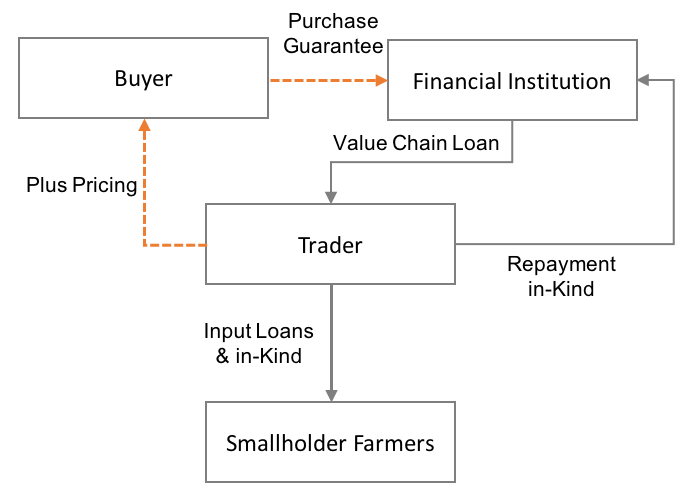 Purchase
Guarantee
Buyer
Financial Institution
Value Chain Loan
Plus Pricing
Trader
Repayment
in-Kind
Input Loans
& in-Kind
Smallholder Farmers